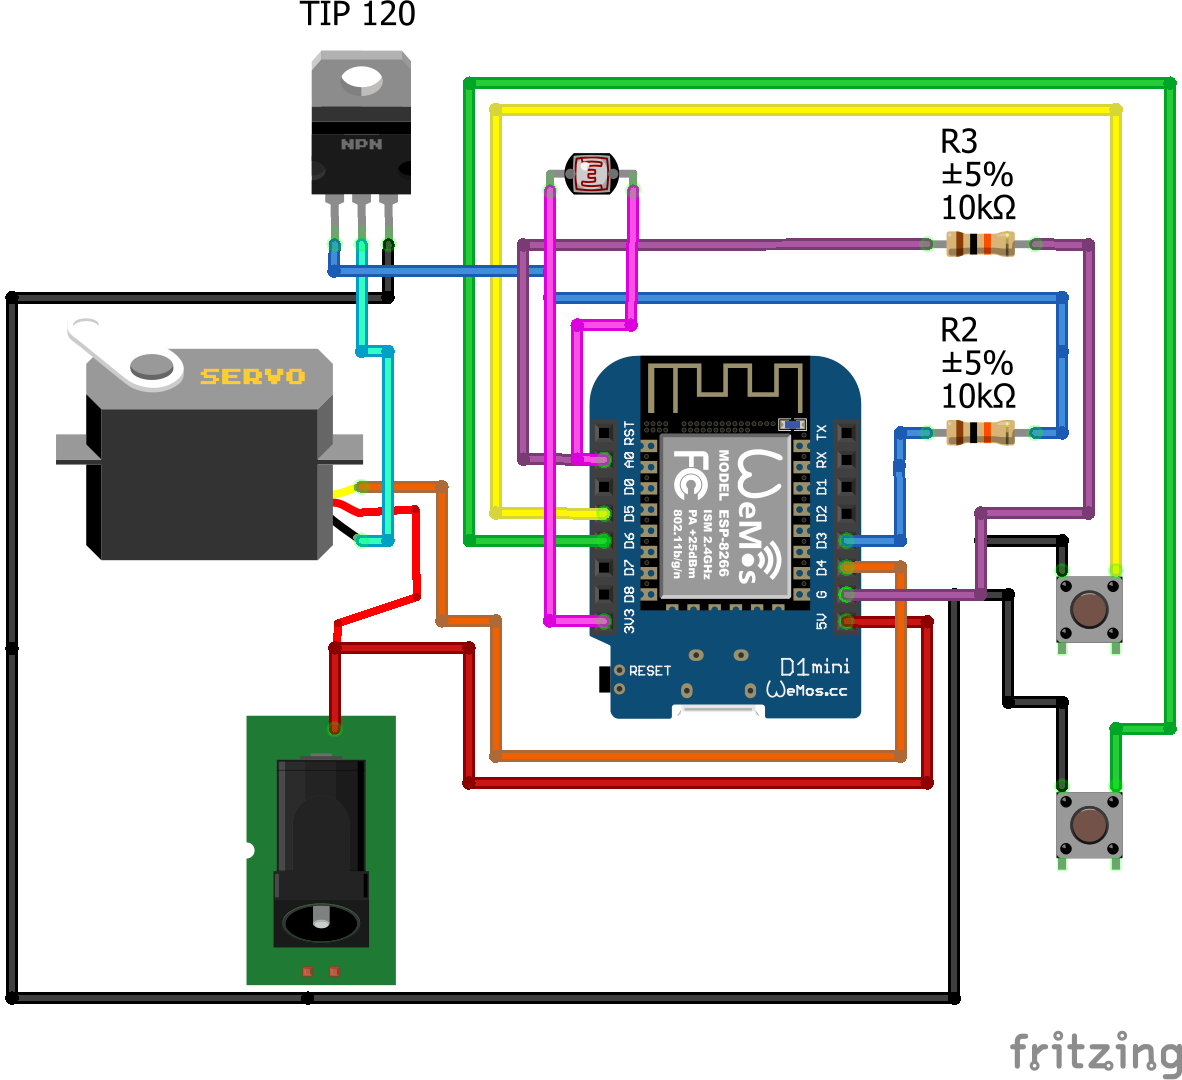 TIP 120
NPN
R3
±5%
10kΩ
R2
±5%
10kΩ
SERVO
RST
A0
D0
D5
D6
D7
D8
3V3
TX
RX
D1
D2
D3
D4
G
5V
WeMos
MODEL ESP-8266
ISM 2.4GHz
PA +25dBm
802.11b/g/n
FC
RESET
D1mini
WeMos.cc
fritzing